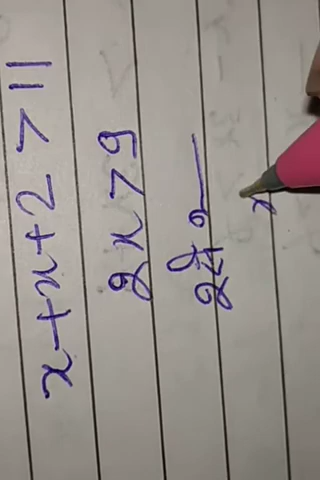 x+x+2 > 11
2x > 9
x